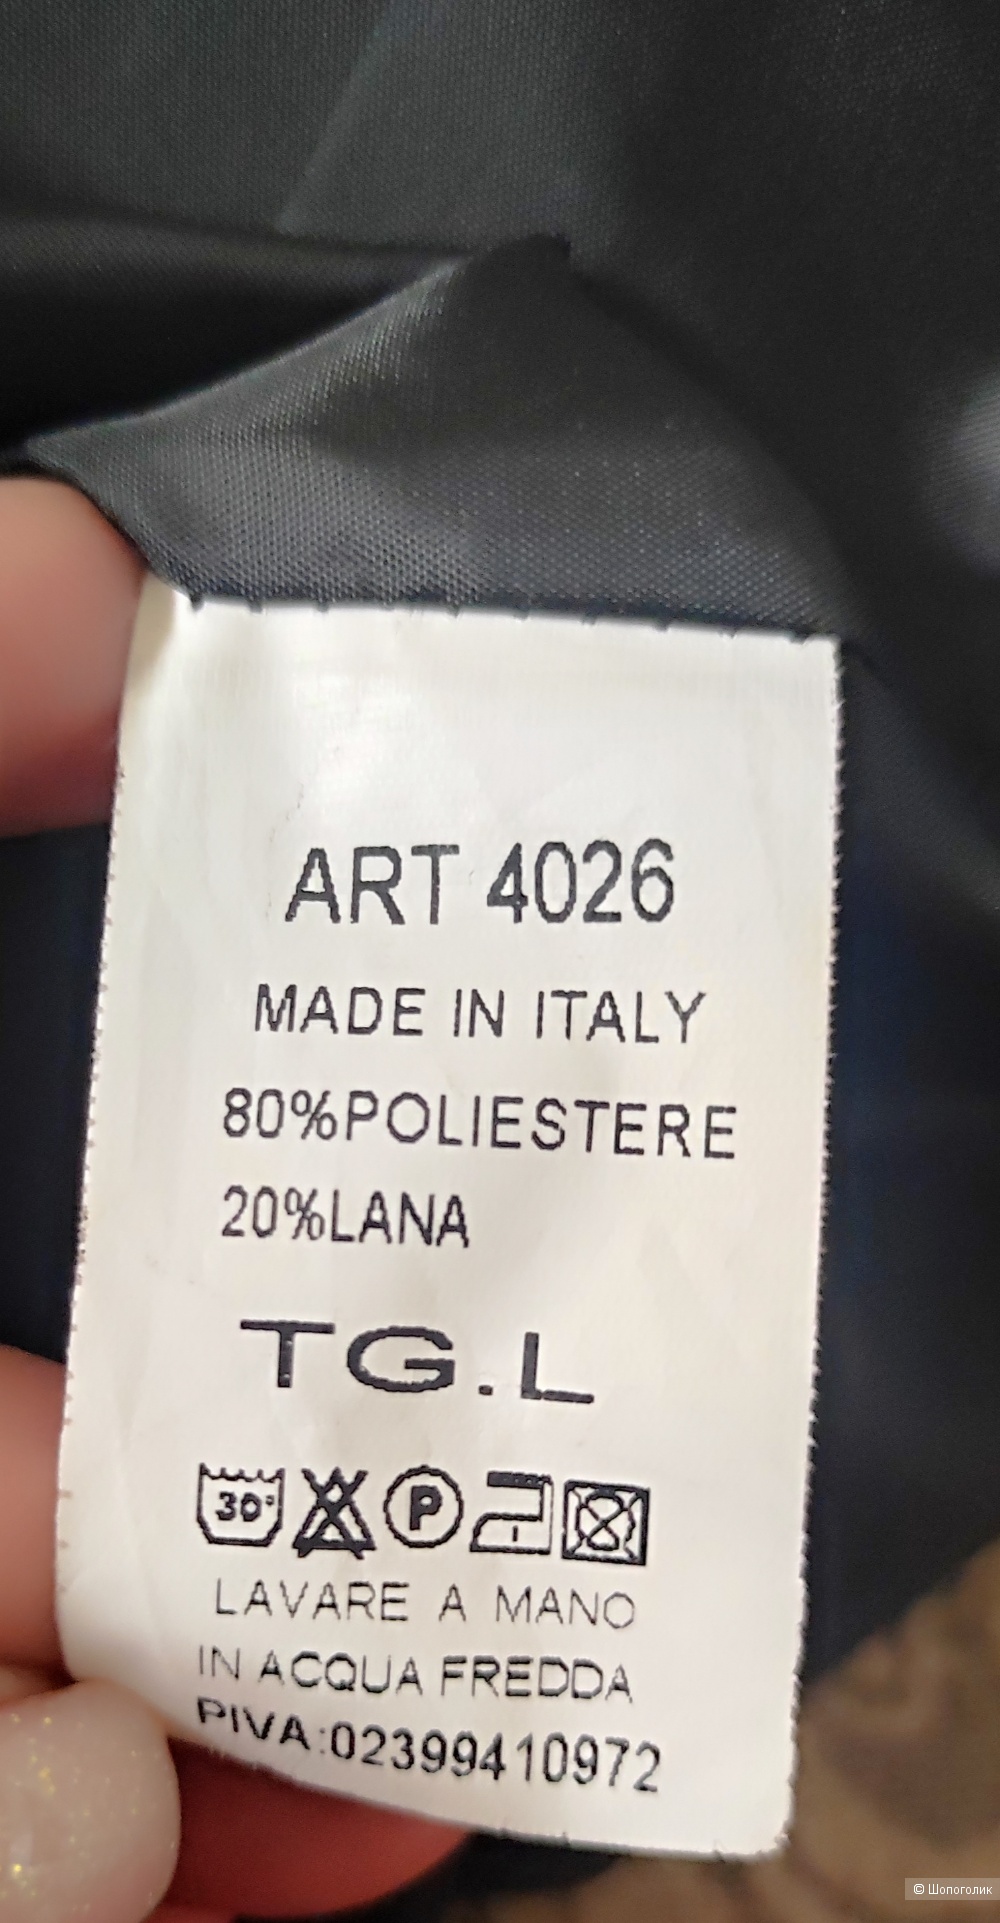 ART 4026
MADE IN ITALY
80%POLIESTERE
20%LANA
TG.L
30° P
LAVARE A MANO
IN ACQUA FREDDA
PIVA:02399410972
© Шопоголик